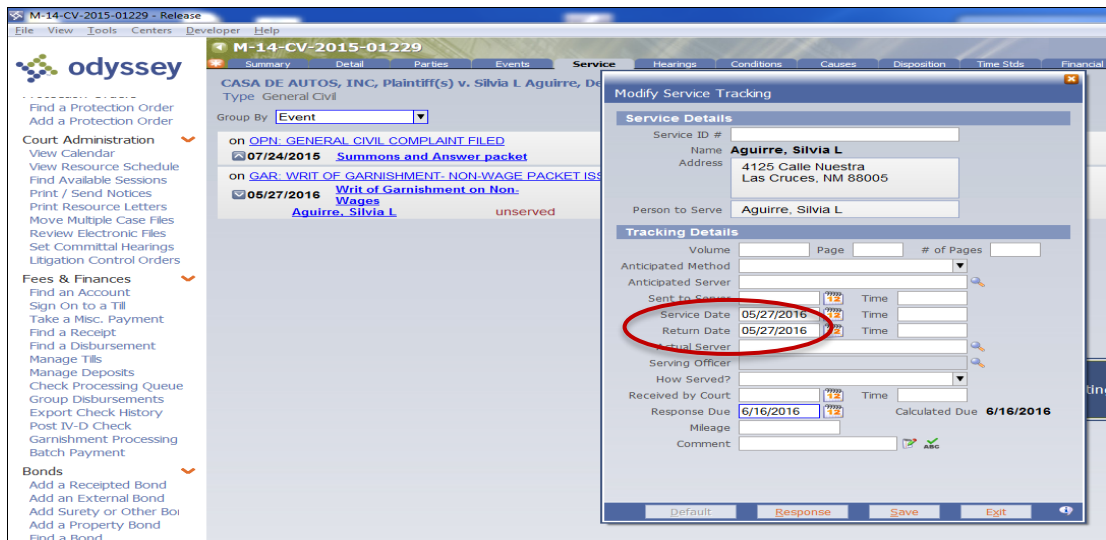 M-14-CV-2015-01229 - Release
File View Tools Centers Developer Help
odyssey
Find a Protection Order
Add a Protection Order
Court Administration
View Calendar
View Resource Schedule
Find Available Sessions
Print / Send Notices
Print Resource Letters
Move Multiple Case Files
Review Electronic Files
Set Committal Hearings
Litigation Control Orders
Fees & Finances
Find an Account
Sign On to a Till
Take a Misc. Payment
Find a Receipt
Find a Disbursement
Manage Tills
Manage Deposits
Check Processing Queue
Group Disbursements
Export Check History
Post IV-D Check
Garnishment Processing
Batch Payment
Bonds
Add a Receipted Bond
Add an External Bond
Add Surety or Other Bo
Add a Property Bond
Find a Bond
M-14-CV-2015-01229
Summary Detail Parties Events Service Hearings Conditions Causes Disposition Time Stds Financial
CASA DE AUTOS, INC, Plaintiff(s) v. Silvia L Aguirre, De
Type General Civil
Group By Event
on OPN: GENERAL CIVIL COMPLAINT FILED
07/24/2015 Summons and Answer packet
on GAR: WRIT OF GARNISHMENT- NON-WAGE PACKET ISS
05/27/2016 Writ of Garnishment on Non-
Wages
Aguirre, Silvia L unserved
Modify Service Tracking
Service Details
Service ID #
Name Aguirre, Silvia L
Address 4125 Calle Nuestra
Las Cruces, NM 88005
Person to Serve Aguirre, Silvia L
Tracking Details
Volume Page # of Pages
Anticipated Method
Anticipated Server
Sent to Server 12 Time
Service Date 05/27/2016 12 Time
Return Date 05/27/2016 12 Time
Actual Server
Serving Officer
How Served?
Received by Court 12 Time
Response Due 6/16/2016 12 Calculated Due 6/16/2016
Mileage
Comment ABC
Default Response Save Exit